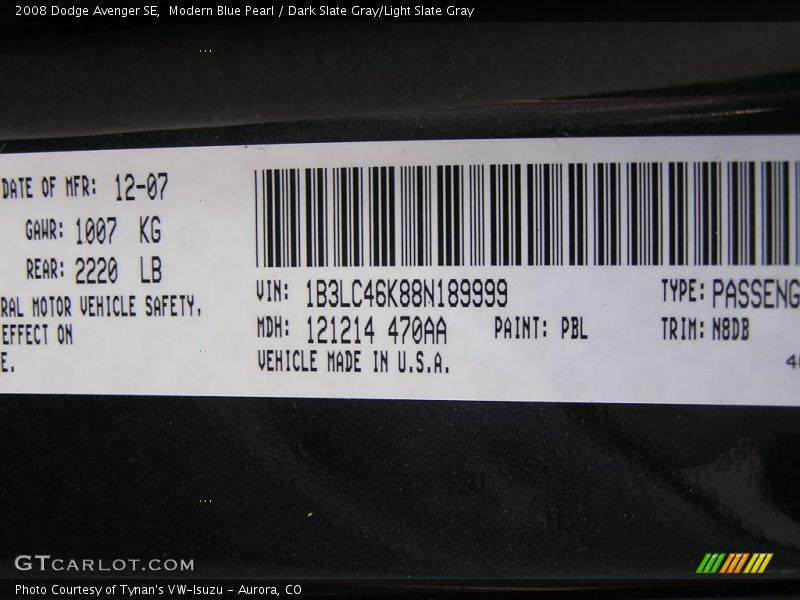 2008 Dodge Avenger SE,  Modern Blue Pearl / Dark Slate Gray/Light Slate Gray
DATE OF MFR: 12-07
GAWR: 1007 KG
REAR: 2220 LB
RAL MOTOR VEHICLE SAFETY,
EFFECT ON
E.
VIN: 1B3LC46K88N189999
TYPE: PASSENG
MDH: 121214 470AA
PAINT: PBL
TRIM: N8DB
VEHICLE MADE IN U.S.A.
GTCARLOT.COM
Photo Courtesy of Tynan's VW-Isuzu - Aurora, CO